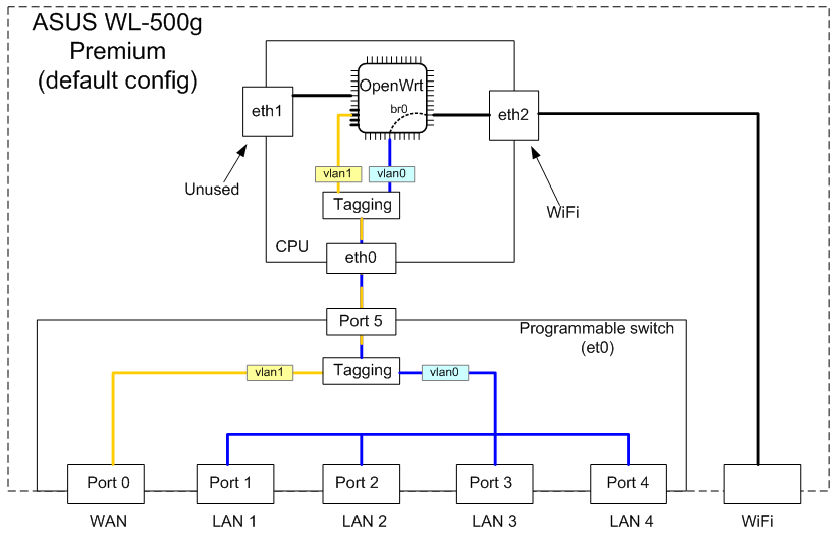 ASUS WL-500g
Premium
(default config)
OpenWrt
eth1
br0
eth2
vlan1
vlan0
Unused
Tagging
WiFi
CPU
eth0
Port 5
Programmable switch
(et0)
Tagging
vlan1
vlan0
Port 0
Port 1
Port 2
Port 3
Port 4
WAN
LAN 1
LAN 2
LAN 3
LAN 4
WiFi